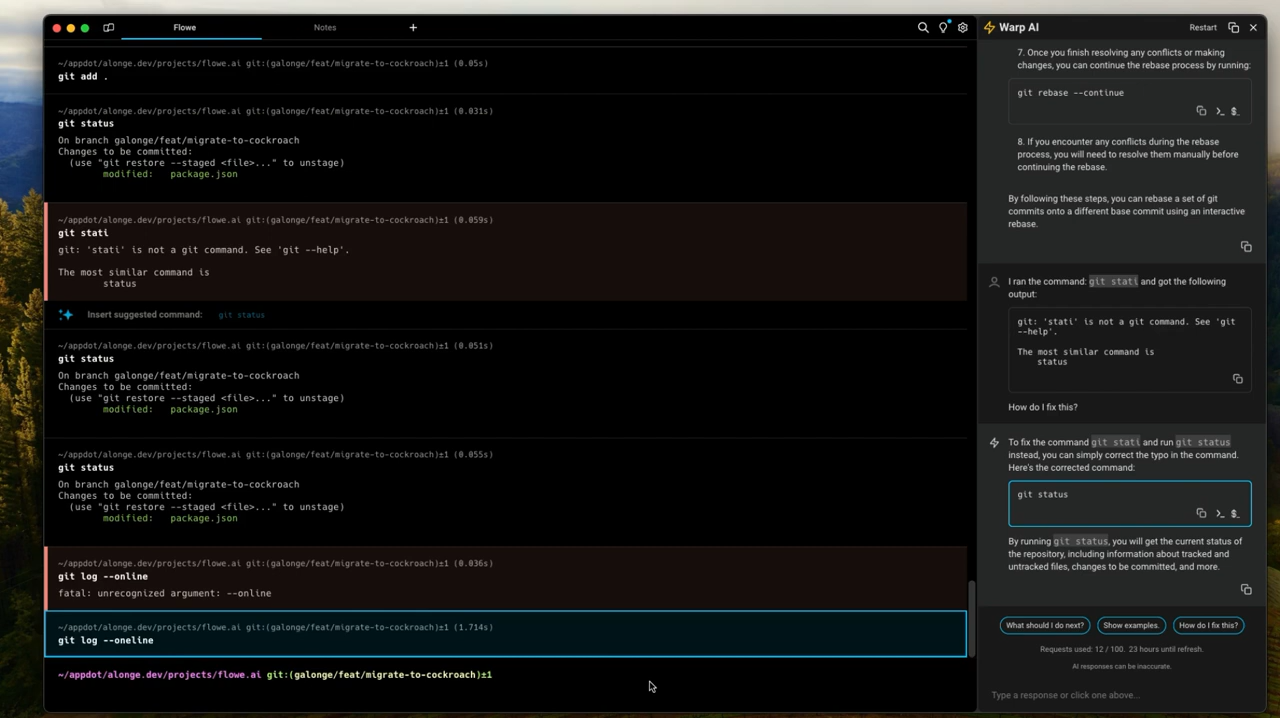 Flowe
Notes
+
~/appdot/alonge.dev/projects/flowe.ai git:(galonge/feat/migrate-to-cockroach)±1 (0.05s)
git add .
~/appdot/alonge.dev/projects/flowe.ai git:(galonge/feat/migrate-to-cockroach)±1 (0.031s)
git status
On branch galonge/feat/migrate-to-cockroach
Changes to be committed:
(use "git restore --staged <file>..." to unstage)
modified: package.json
~/appdot/alonge.dev/projects/flowe.ai git:(galonge/feat/migrate-to-cockroach)±1 (0.059s)
git stati
git: 'stati' is not a git command. See 'git --help'.
The most similar command is
status
Insert suggested command: git status
~/appdot/alonge.dev/projects/flowe.ai git:(galonge/feat/migrate-to-cockroach)±1 (0.051s)
git status
On branch galonge/feat/migrate-to-cockroach
Changes to be committed:
(use "git restore --staged <file>..." to unstage)
modified: package.json
~/appdot/alonge.dev/projects/flowe.ai git:(galonge/feat/migrate-to-cockroach)±1 (0.055s)
git status
On branch galonge/feat/migrate-to-cockroach
Changes to be committed:
(use "git restore --staged <file>..." to unstage)
modified: package.json
~/appdot/alonge.dev/projects/flowe.ai git:(galonge/feat/migrate-to-cockroach)±1 (0.036s)
git log --online
fatal: unrecognized argument: --online
~/appdot/alonge.dev/projects/flowe.ai git:(galonge/feat/migrate-to-cockroach)±1 (1.714s)
git log --oneline
~/appdot/alonge.dev/projects/flowe.ai git:(galonge/feat/migrate-to-cockroach)±1
Warp AI
Restart
7. Once you finish resolving any conflicts or making
changes, you can continue the rebase process by running:
git rebase --continue
8. If you encounter any conflicts during the rebase
process, you will need to resolve them manually before
continuing the rebase.
By following these steps, you can rebase a set of git
commits onto a different base commit using an interactive
rebase.
I ran the command: git stati and got the following
output:
git: 'stati' is not a git command. See 'git
--help'.
The most similar command is
status
How do I fix this?
To fix the command git stati and run git status
instead, you can simply correct the typo in the command.
Here's the corrected command:
git status
By running git status, you will get the current status of
the repository, including information about tracked and
untracked files, changes to be committed, and more.
What should I do next?
Show examples.
How do I fix this?
Requests used: 12 / 100. 23 hours until refresh.
AI responses can be inaccurate.
Type a response or click one above...